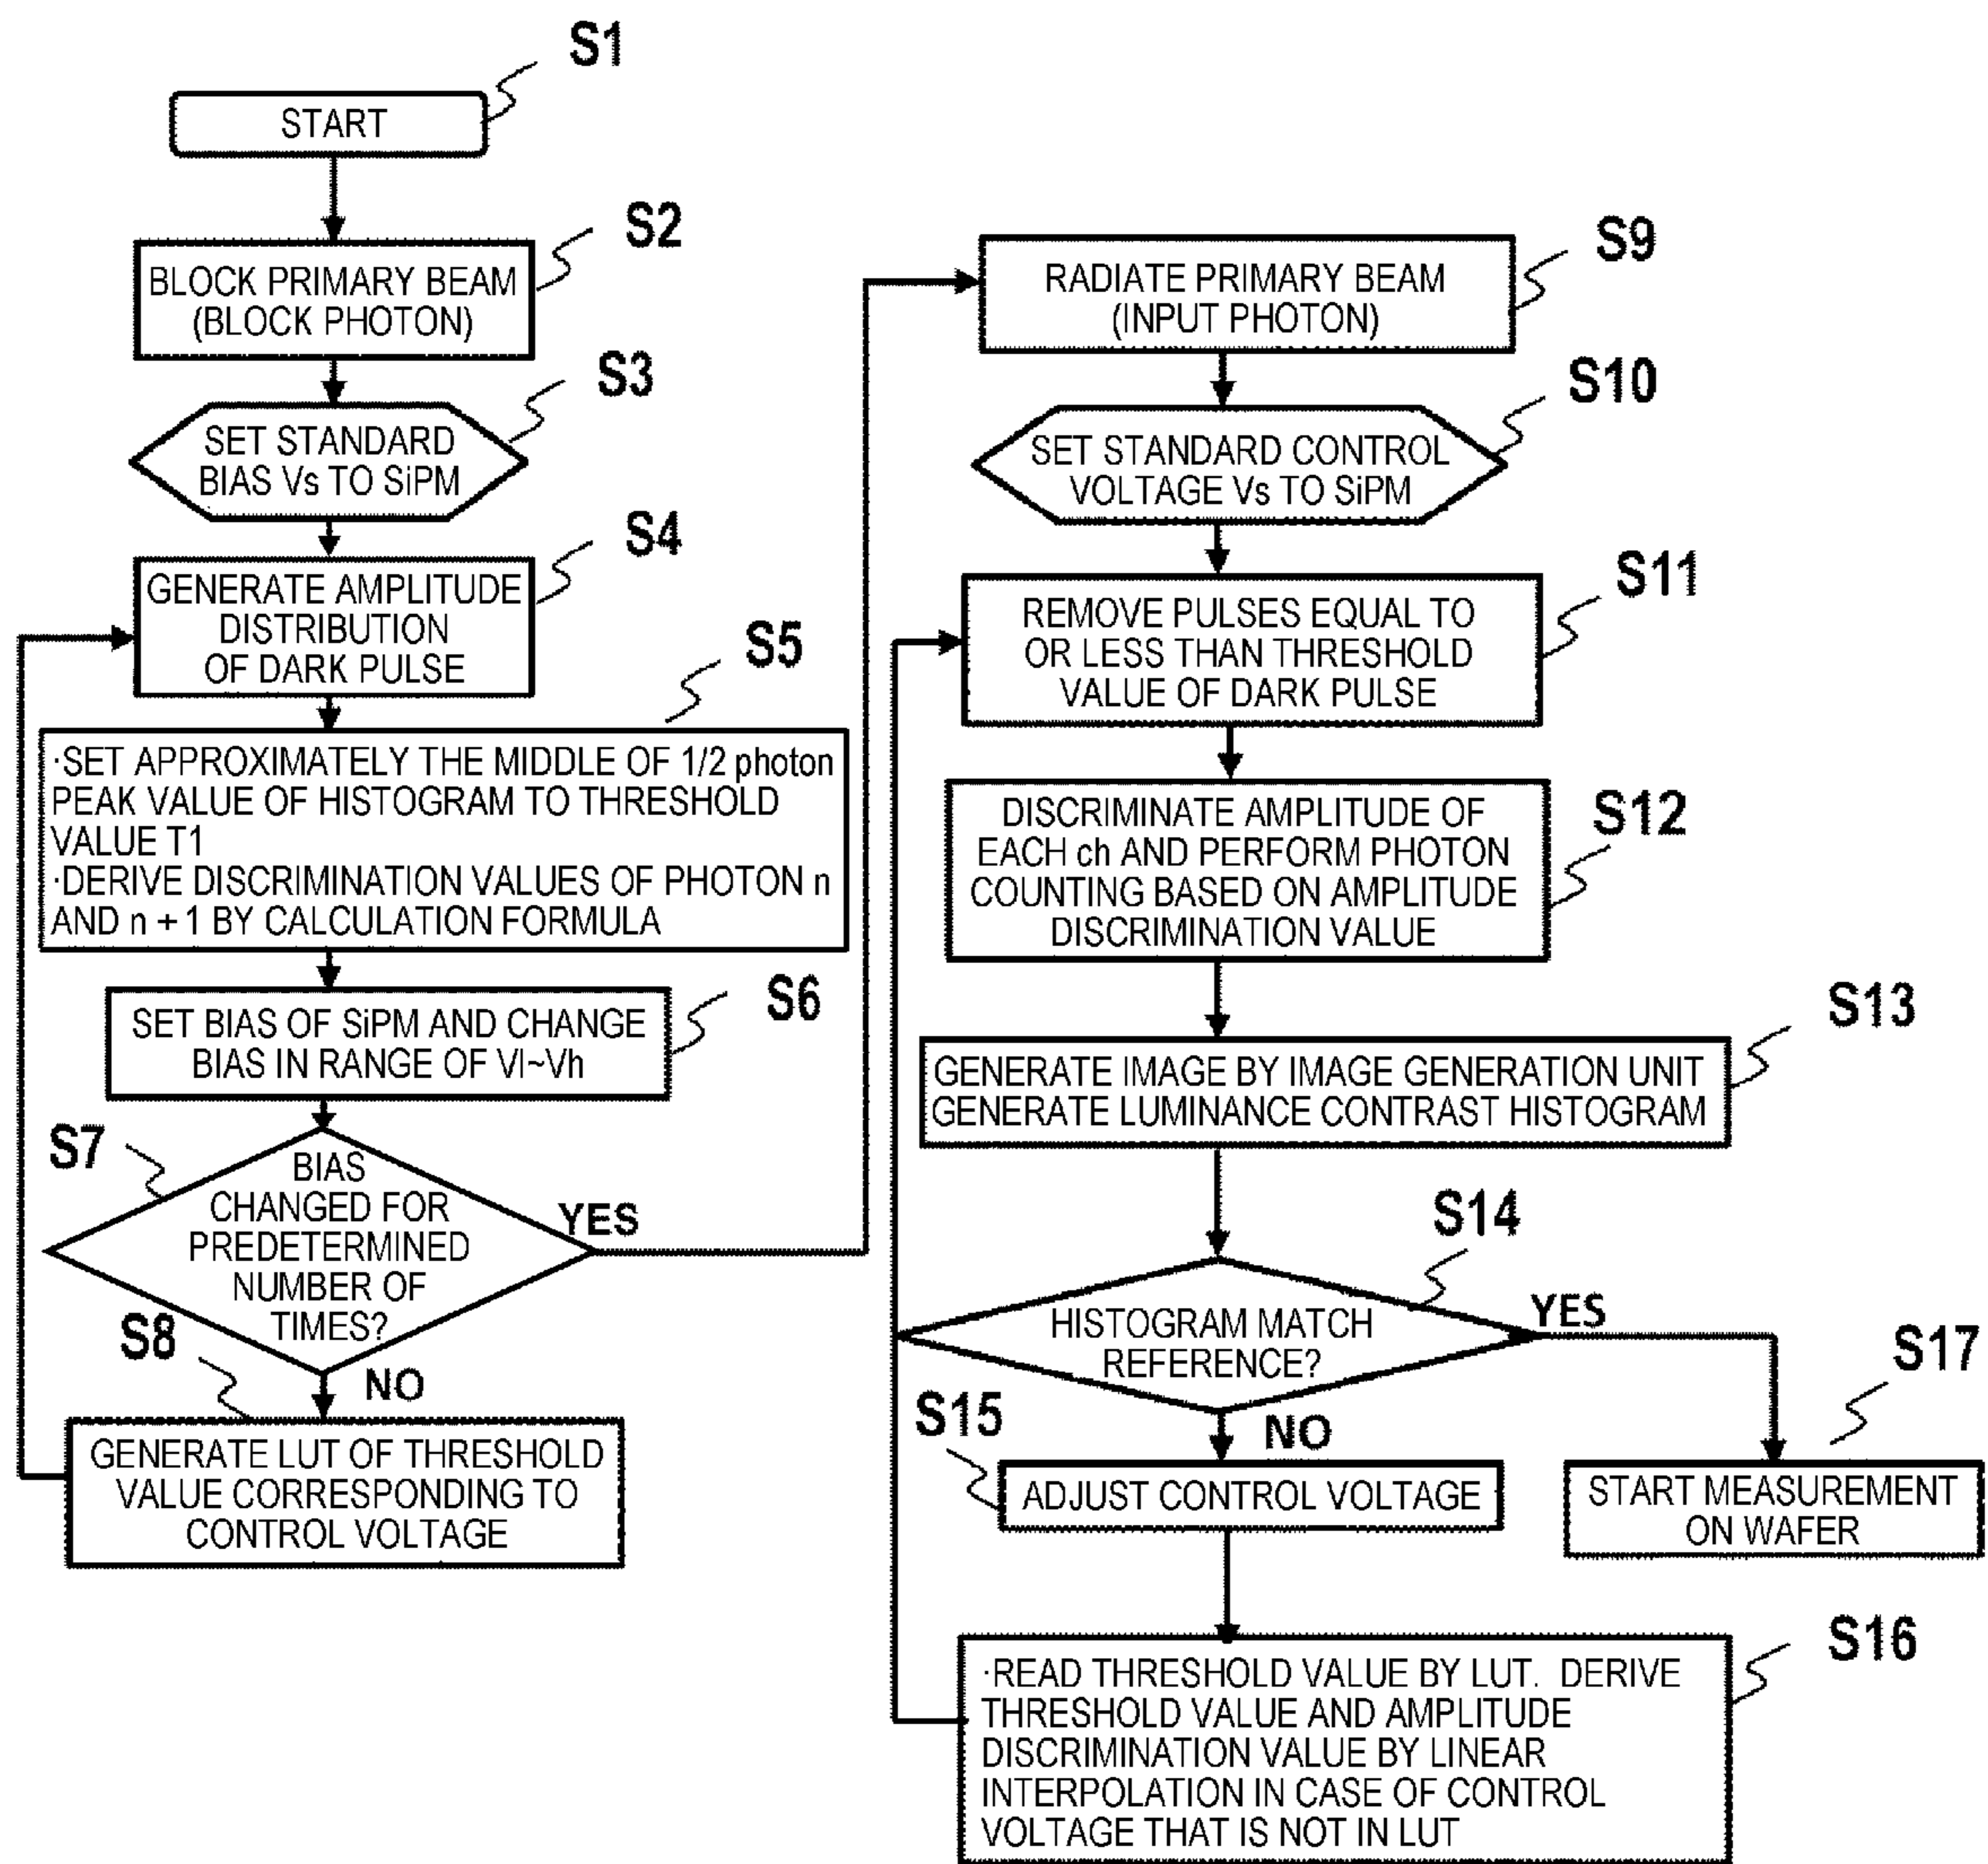 S1
START
S2
BLOCK PRIMARY BEAM
(BLOCK PHOTON)
S3
SET STANDARD
BIAS Vs TO SiPM
S4
GENERATE AMPLITUDE
DISTRIBUTION
OF DARK PULSE
S5
·SET APPROXIMATELY THE MIDDLE OF 1/2 photon
PEAK VALUE OF HISTOGRAM TO THRESHOLD
VALUE T1
·DERIVE DISCRIMINATION VALUES OF PHOTON n
AND n + 1 BY CALCULATION FORMULA
S6
SET BIAS OF SiPM AND CHANGE
BIAS IN RANGE OF Vl~Vh
S7
BIAS
CHANGED FOR
PREDETERMINED
NUMBER OF
TIMES?
YES
NO
S8
GENERATE LUT OF THRESHOLD
VALUE CORRESPONDING TO
CONTROL VOLTAGE
S9
RADIATE PRIMARY BEAM
(INPUT PHOTON)
S10
SET STANDARD CONTROL
VOLTAGE Vs TO SiPM
S11
REMOVE PULSES EQUAL TO
OR LESS THAN THRESHOLD
VALUE OF DARK PULSE
S12
DISCRIMINATE AMPLITUDE OF
EACH ch AND PERFORM PHOTON
COUNTING BASED ON AMPLITUDE
DISCRIMINATION VALUE
S13
GENERATE IMAGE BY IMAGE GENERATION UNIT
GENERATE LUMINANCE CONTRAST HISTOGRAM
S14
HISTOGRAM MATCH
REFERENCE?
YES
NO
S15
ADJUST CONTROL VOLTAGE
S17
START MEASUREMENT
ON WAFER
S16
·READ THRESHOLD VALUE BY LUT. DERIVE
THRESHOLD VALUE AND AMPLITUDE
DISCRIMINATION VALUE BY LINEAR
INTERPOLATION IN CASE OF CONTROL
VOLTAGE THAT IS NOT IN LUT